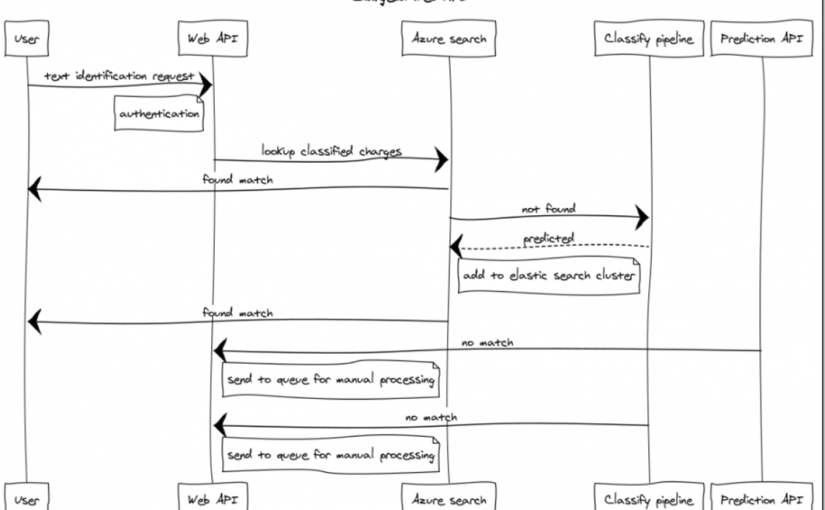 User
Web API
Azure search
Classify pipeline
Prediction API
text identification request
authentication
lookup classified charges
found match
not found
predicted
add to elastic search cluster
found match
no match
send to queue for manual processing
no match
send to queue for manual processing
User
Web API
Azure search
Classify pipeline
Prediction API